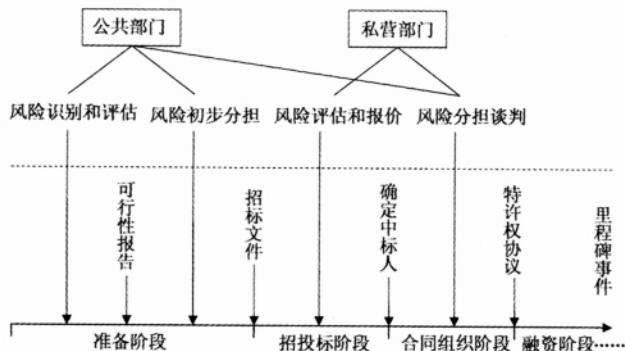 公共部门
私营部门
风险识别和评估
风险初步分担
风险评估和报价
风险分担谈判
可行性报告
招标文件
确定中标人
特许权协议
里程碑事件
准备阶段
招投标阶段
合同组织阶段
融资阶段……